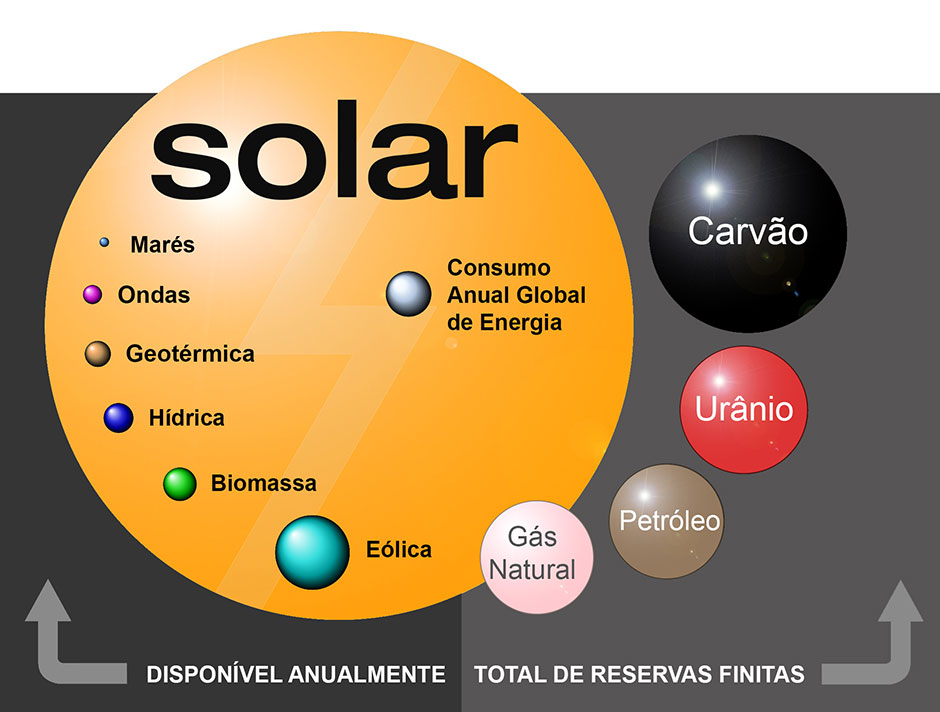 solar
Marés
Ondas
Geotérmica
Hídrica
Biomassa
Eólica
Consumo
Anual Global
de Energia
Carvão
Urânio
Petróleo
Gás
Natural
DISPONÍVEL ANUALMENTE
TOTAL DE RESERVAS FINITAS